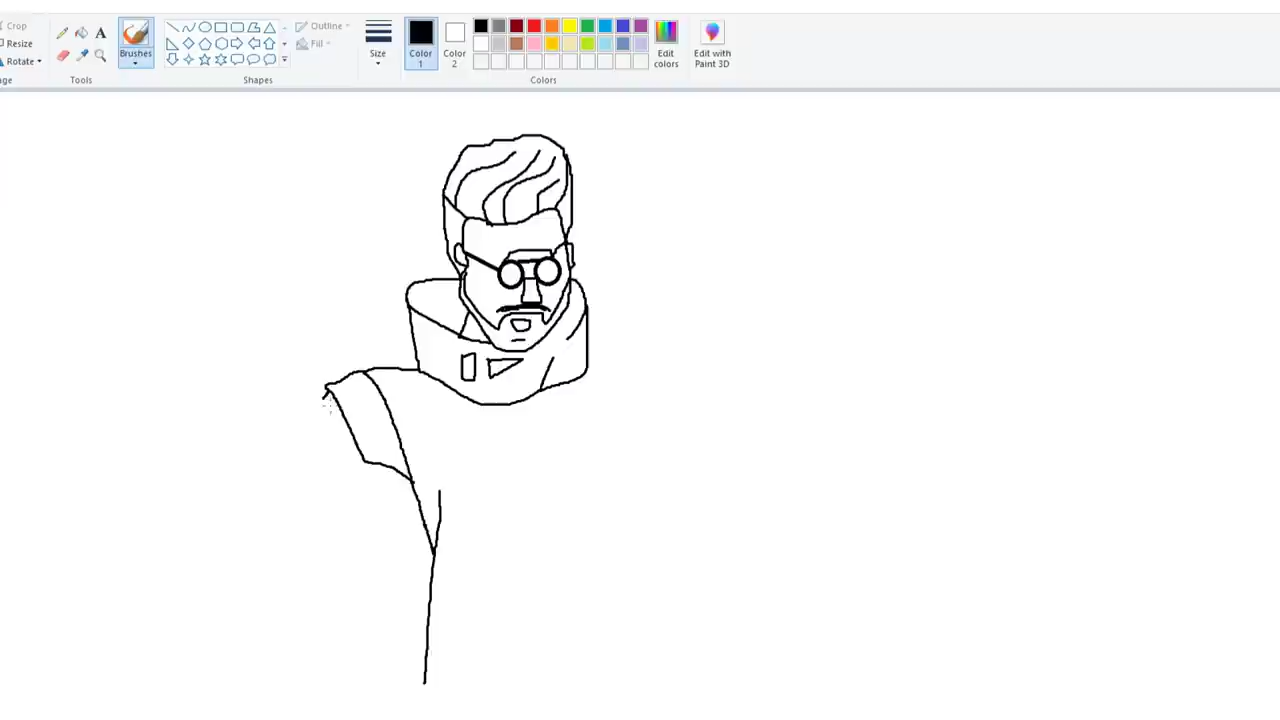 Crop
Resize
Rotate
ge
A
Tools
Brushes
Shapes
Outline
Fill
Size
Color 1
Color 2
Colors
Edit colors
Edit with Paint 3D